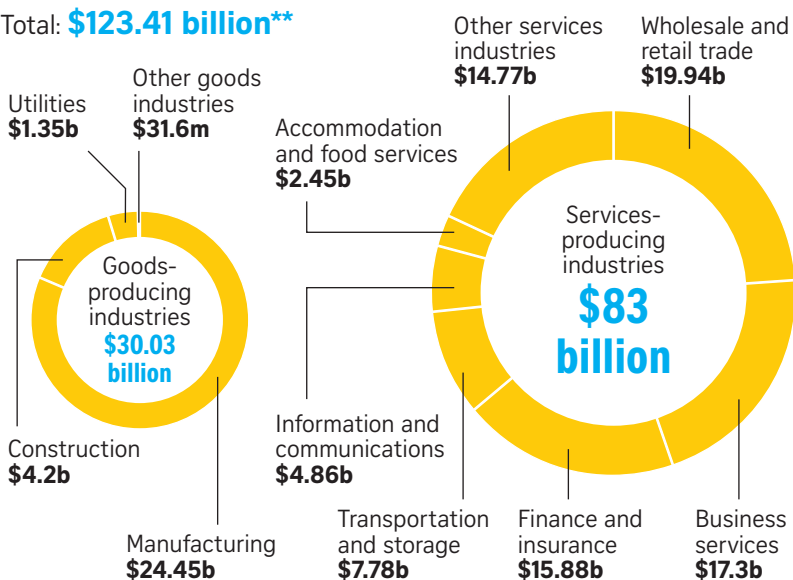 Total: $123.41 billion**
Utilities
$1.35b
Other goods
industries
$31.6m
Goods-
producing
industries
$30.03
billion
Construction
$4.2b
Manufacturing
$24.45b
Other services
industries
$14.77b
Wholesale and
retail trade
$19.94b
Accommodation
and food services
$2.45b
Services-
producing
industries
$83
billion
Information and
communications
$4.86b
Transportation
and storage
$7.78b
Finance and
insurance
$15.88b
Business
services
$17.3b